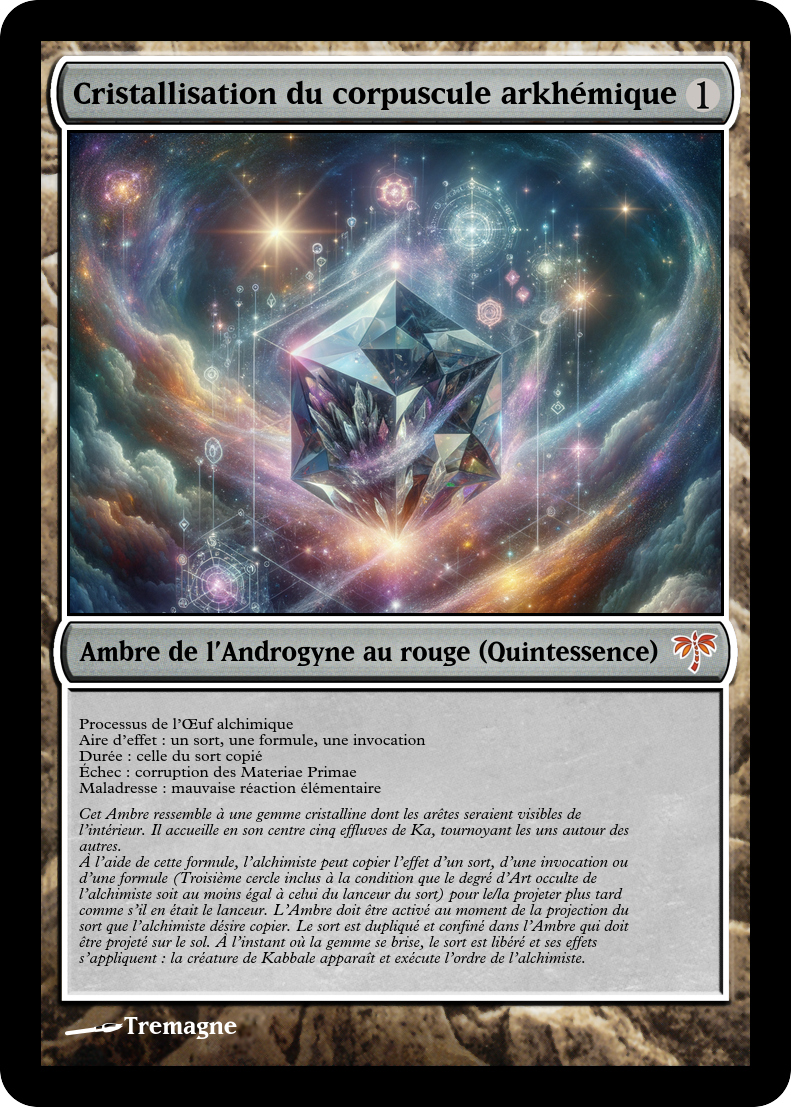 Cristallisation du corpuscule arkhémique 1
Ambre de l'Androgyne au rouge (Quintessence)
Processus de l'Œuf alchimique
Aire d'effet : un sort, une formule, une invocation
Durée : celle du sort copié
Échec : corruption des Materiae Primae
Maladresse : mauvaise réaction élémentaire
Cet Ambre ressemble à une gemme cristalline dont les arêtes seraient visibles de
l'intérieur. Il accueille en son centre cinq effluves de Ka, tournoyant les uns autour des
autres.
À l'aide de cette formule, l'alchimiste peut copier l'effet d'un sort, d'une invocation ou
d'une formule (Troisième cercle inclus à la condition que le degré d'Art occulte de
l'alchimiste soit au moins égal à celui du lanceur du sort) pour le/la projeter plus tard
comme s'il en était le lanceur. L'Ambre doit être activé au moment de la projection du
sort que l'alchimiste désire copier. Le sort est dupliqué et confiné dans l'Ambre qui doit
être projeté sur le sol. À l'instant où la gemme se brise, le sort est libéré et ses effets
s'appliquent : la créature de Kabbale apparaît et exécute l'ordre de l'alchimiste.
Tremagne